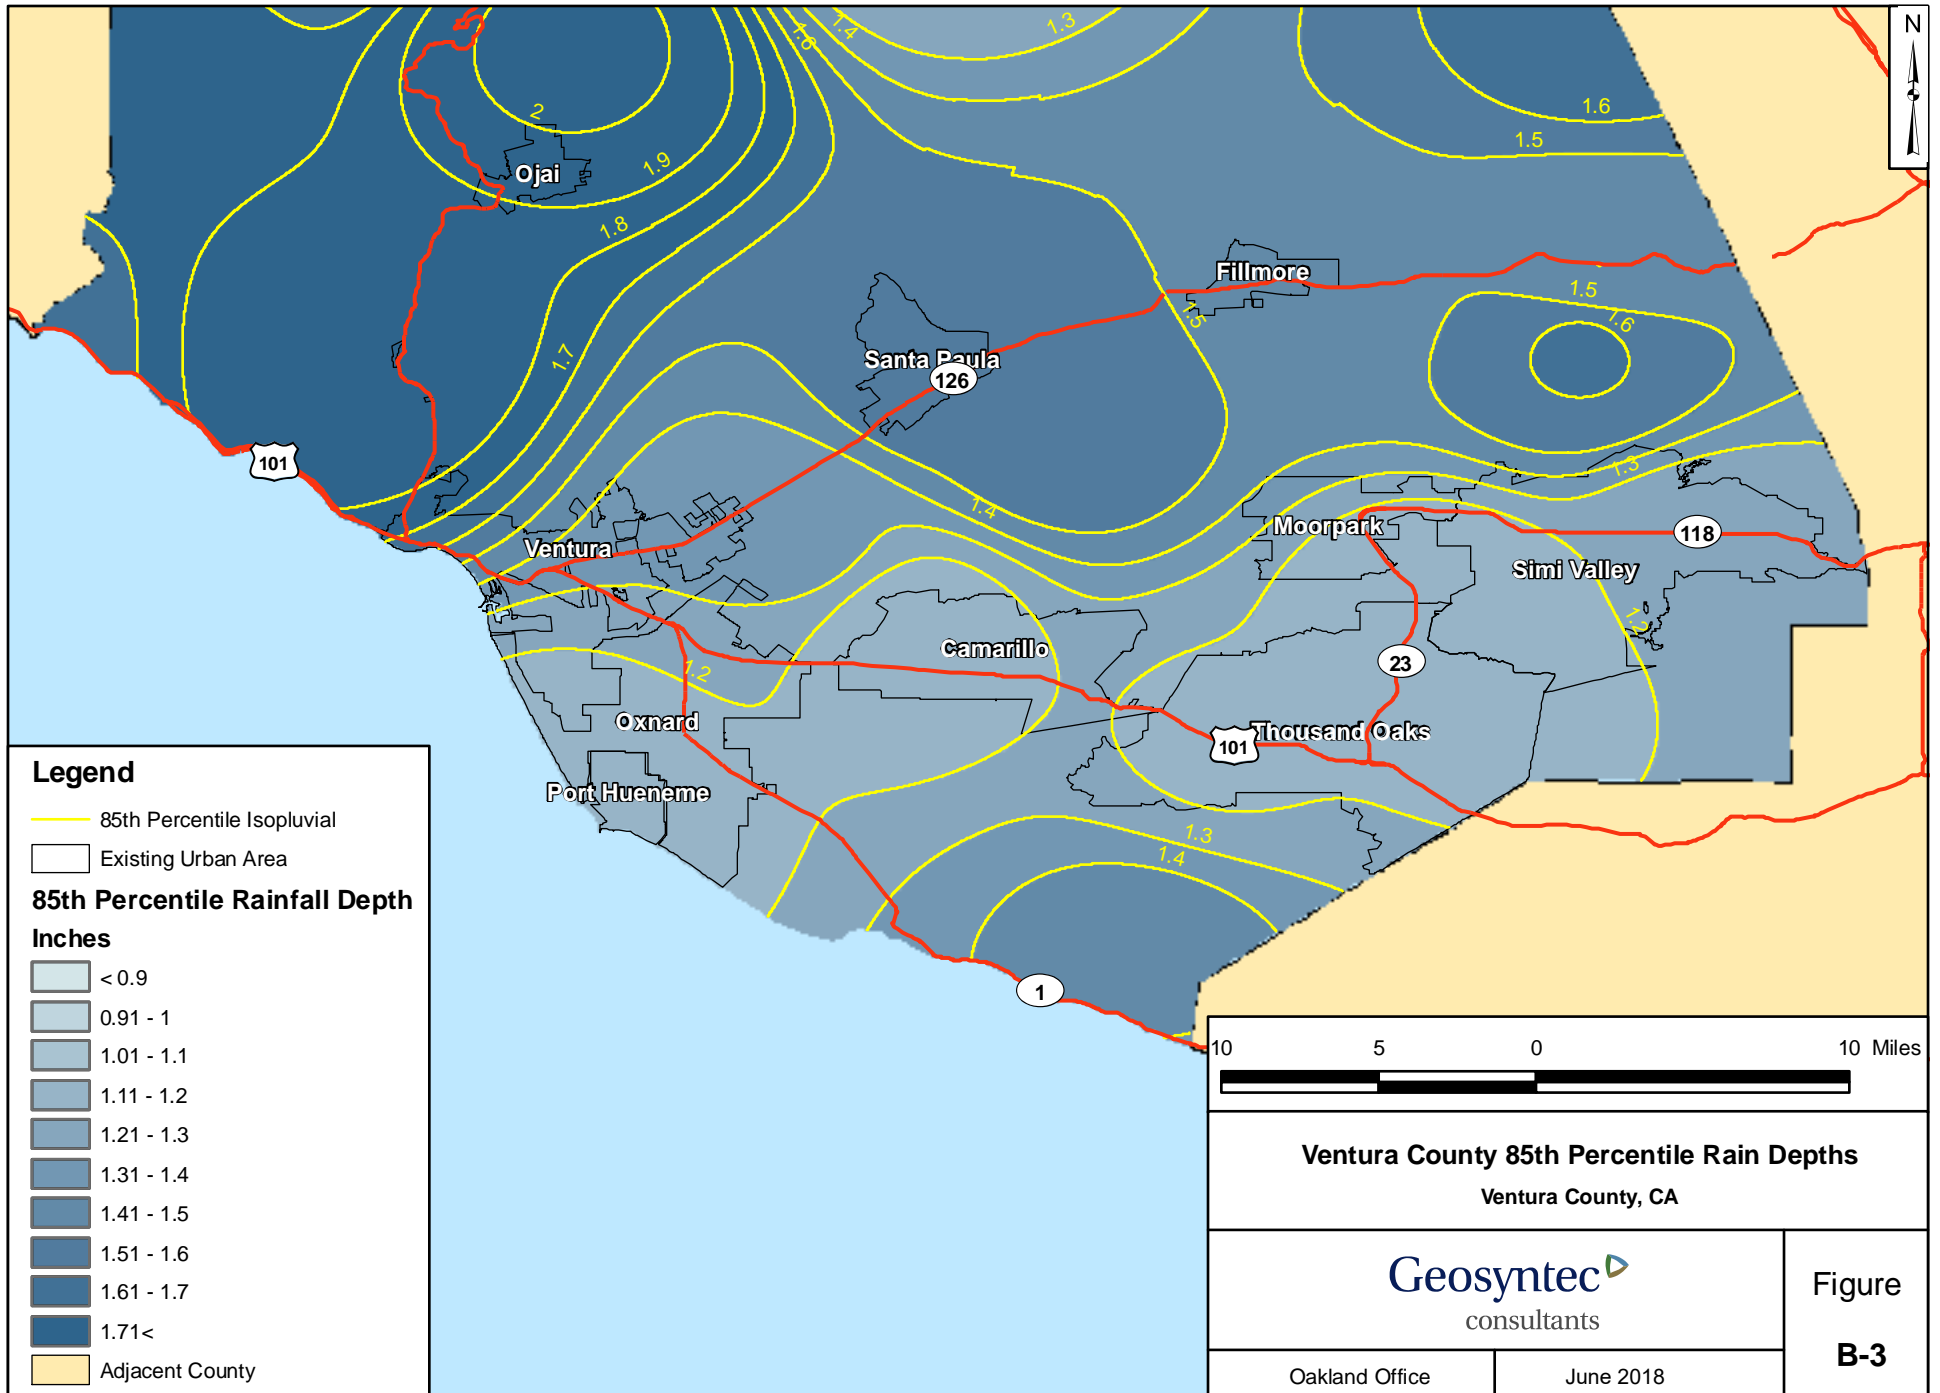 1.3
1.4
1.6
N
2
1.6
1.5
1.9
Ojai
1.8
Fillmore
1.5
1.5
1.6
1.7
Santa Paula
126
101
1.3
1.4
Moorpark
118
Ventura
Simi Valley
1.2
Camarillo
23
1.2
Oxnard
Thousand Oaks
101
Port Hueneme
1.3
1.4
1
Legend
85th Percentile Isopluvial
Existing Urban Area
85th Percentile Rainfall Depth
Inches
< 0.9
0.91 - 1
1.01 - 1.1
1.11 - 1.2
1.21 - 1.3
1.31 - 1.4
1.41 - 1.5
1.51 - 1.6
1.61 - 1.7
1.71<
Adjacent County
10 5 0 10 Miles
Ventura County 85th Percentile Rain Depths
Ventura County, CA
Geosyntec
consultants
Figure
B-3
Oakland Office
June 2018